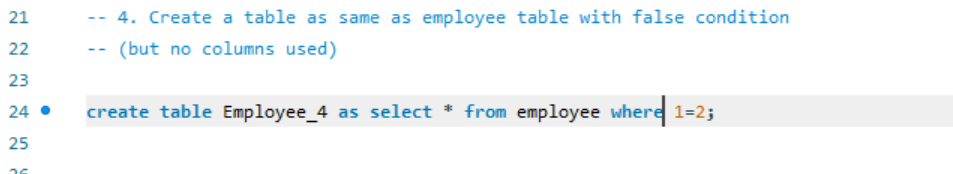 21 -- 4. Create a table as same as employee table with false condition
22 -- (but no columns used)
23
24 create table Employee_4 as select * from employee where 1=2;
25
26